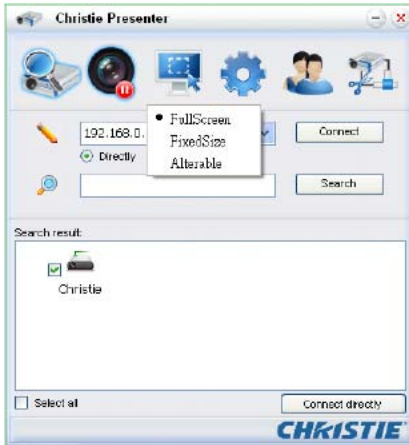 Christie Presenter
FullScreen
FixedSize
Alterable
192.168.0.
Connect
Directly
Search
Search result:
Christie
Select all
Connect directly
CHRISTIE